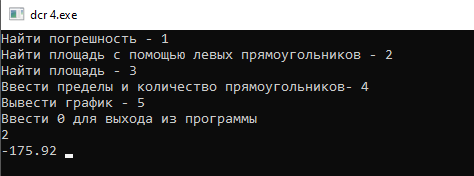 dcr 4.exe
Найти погрешность - 1
Найти площадь с помощью левых прямоугольников - 2
Найти площадь - 3
Ввести пределы и количество прямоугольников- 4
Вывести график - 5
Ввести 0 для выхода из программы
2
-175.92